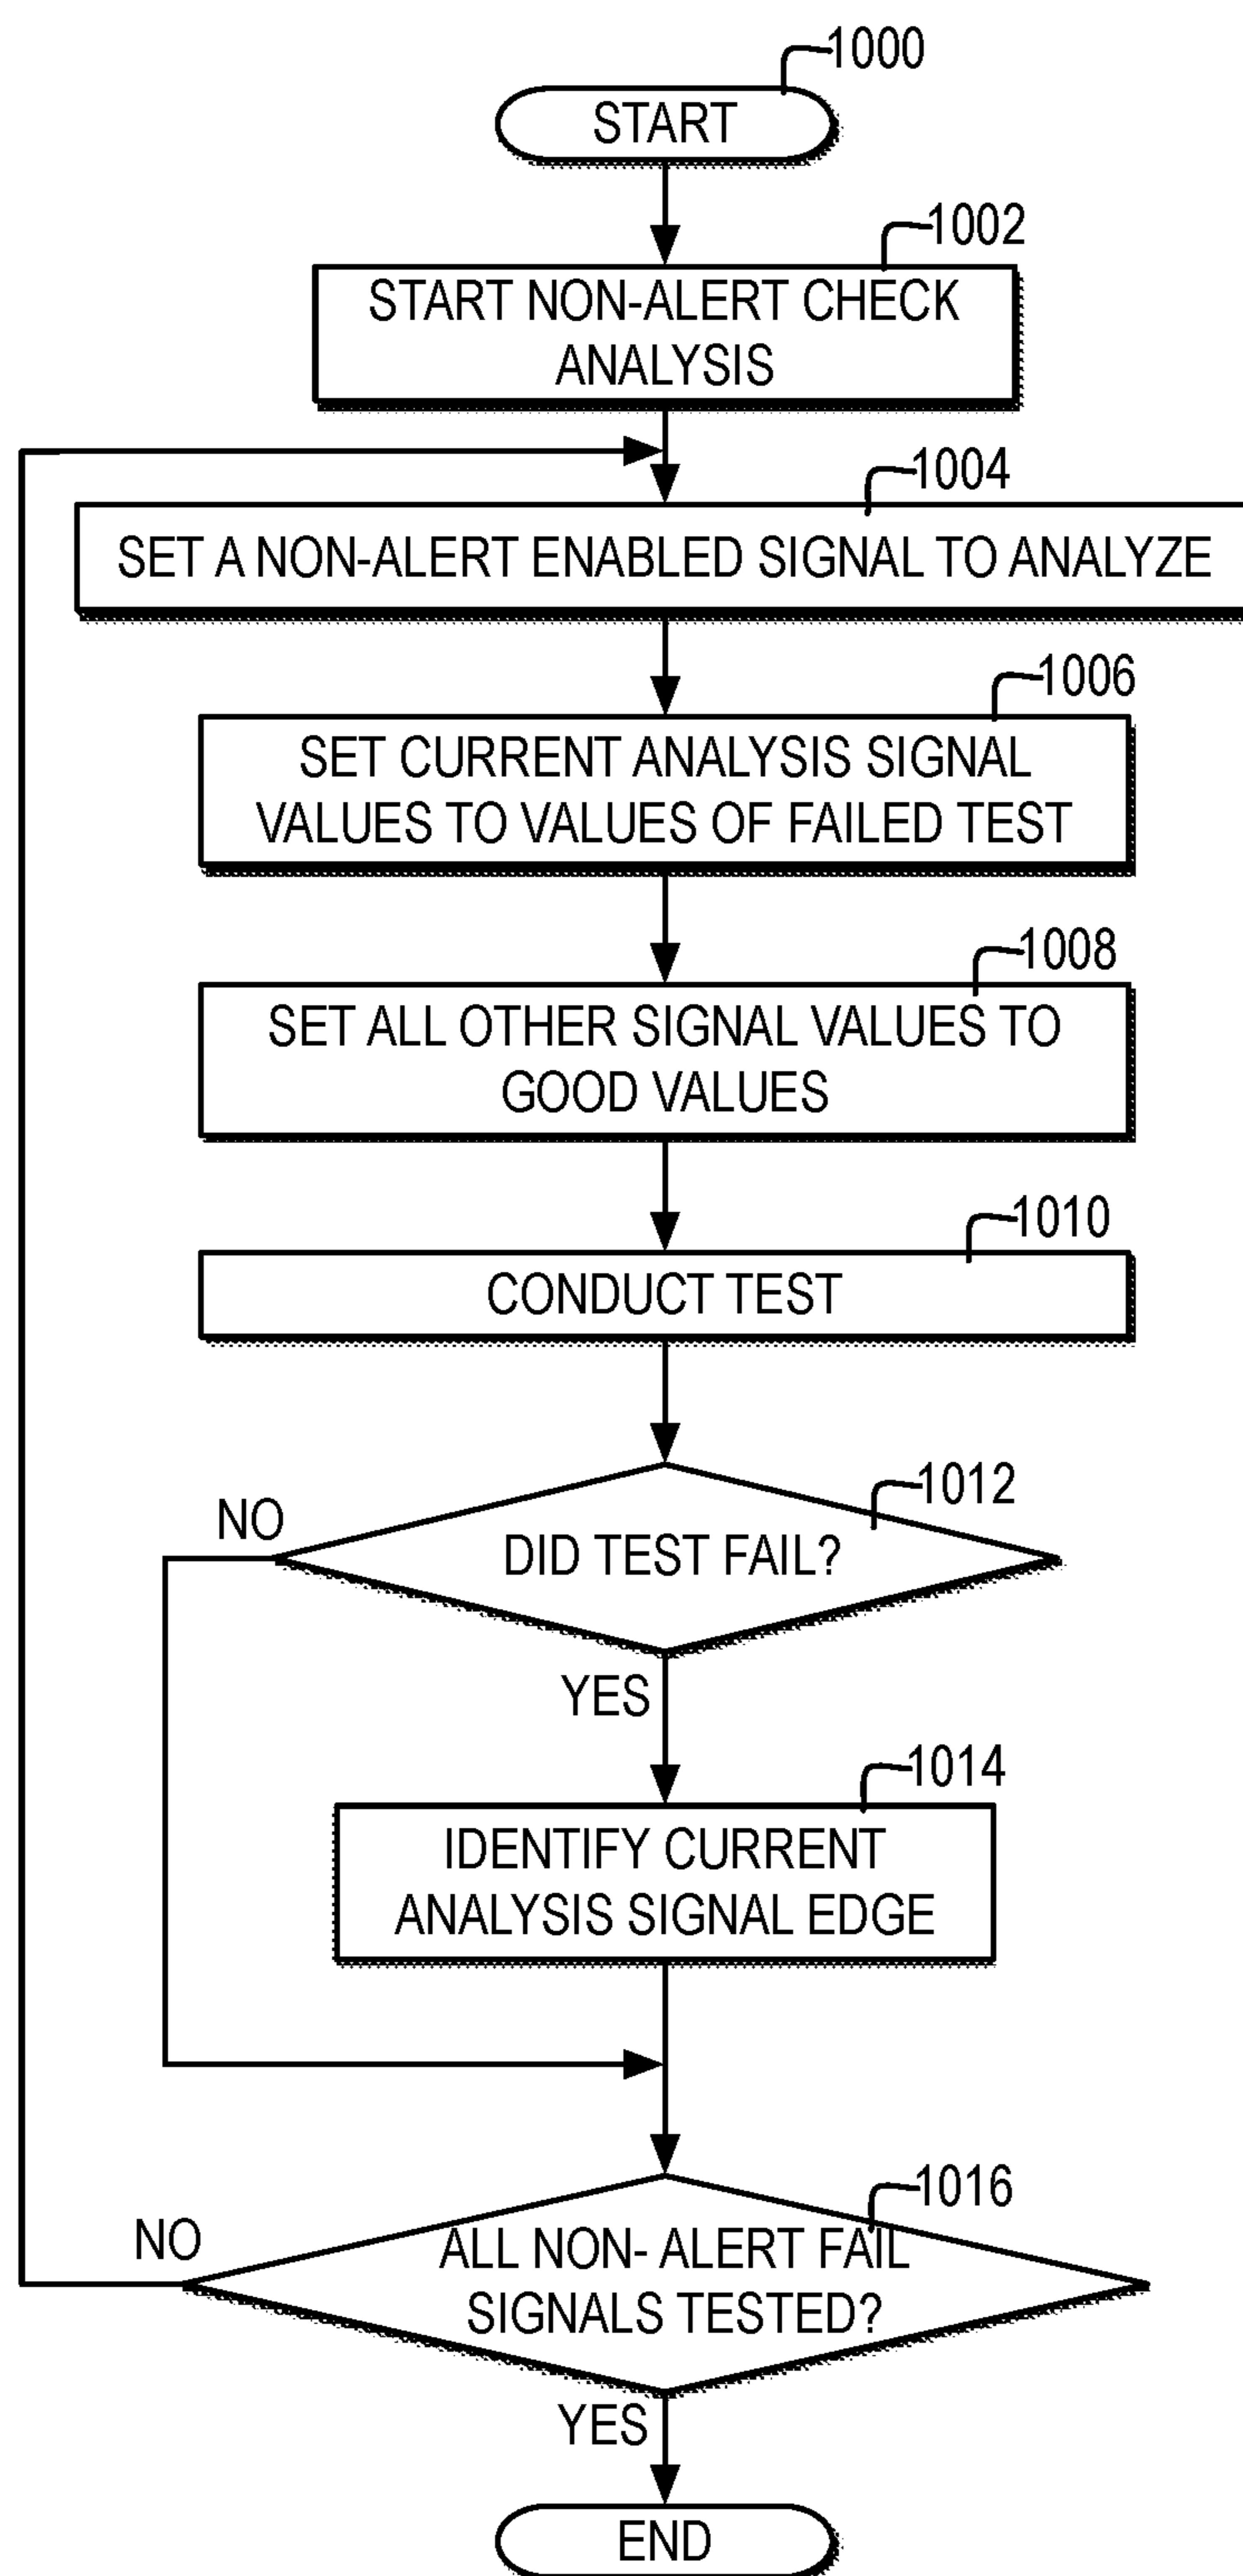 1000
START
1002
START NON-ALERT CHECK
ANALYSIS
1004
SET A NON-ALERT ENABLED SIGNAL TO ANALYZE
1006
SET CURRENT ANALYSIS SIGNAL
VALUES TO VALUES OF FAILED TEST
1008
SET ALL OTHER SIGNAL VALUES TO
GOOD VALUES
1010
CONDUCT TEST
1012
NO
DID TEST FAIL?
YES
1014
IDENTIFY CURRENT
ANALYSIS SIGNAL EDGE
1016
NO
ALL NON- ALERT FAIL
SIGNALS TESTED?
YES
END